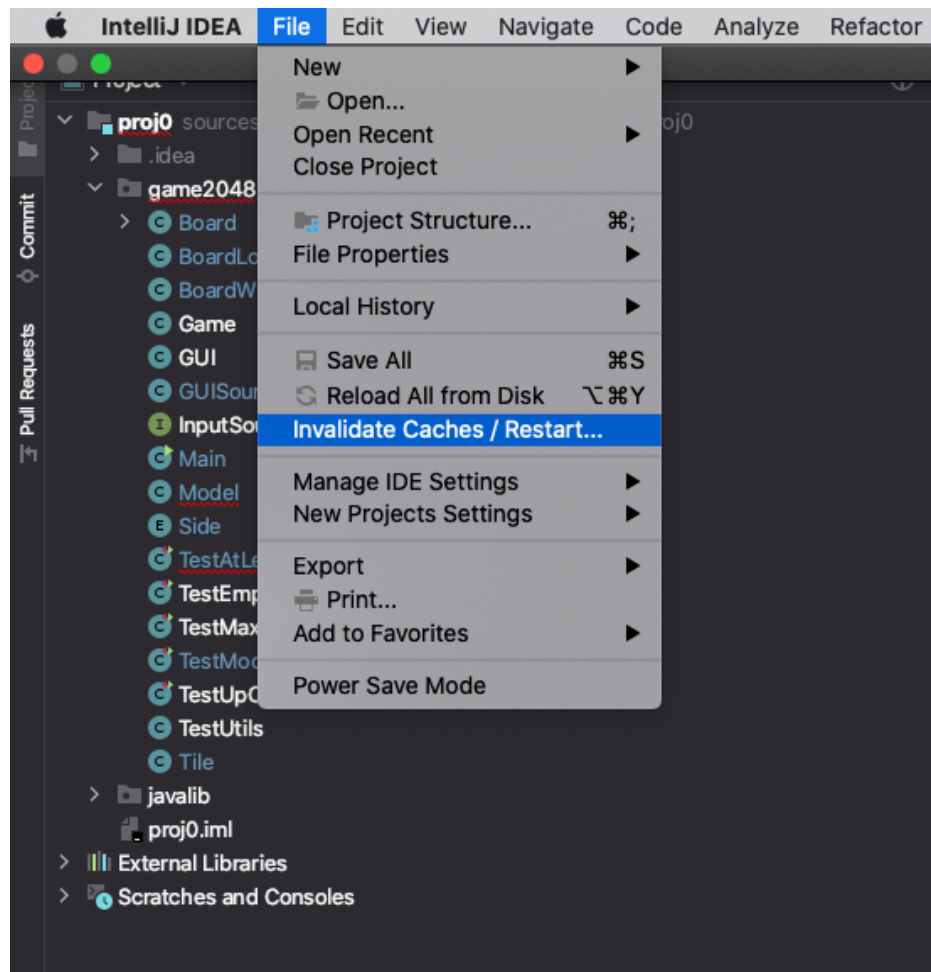 IntelliJ IDEA File Edit View Navigate Code Analyze Refactor
Project
New
Open...
Open Recent
Close Project
Project Structure... ⌘;
File Properties
Local History
Save All ⌘S
Reload All from Disk ⌥⌘Y
Invalidate Caches / Restart...
Manage IDE Settings
New Projects Settings
Export
Print...
Add to Favorites
Power Save Mode
Commit
Pull Requests
proj0 sources
.idea
game2048
Board
BoardLo
BoardW
Game
GUI
GUISour
InputSou
Main
Model
Side
TestAtLe
TestEmp
TestMax
TestMod
TestUpO
TestUtils
Tile
javalib
proj0.iml
External Libraries
Scratches and Consoles